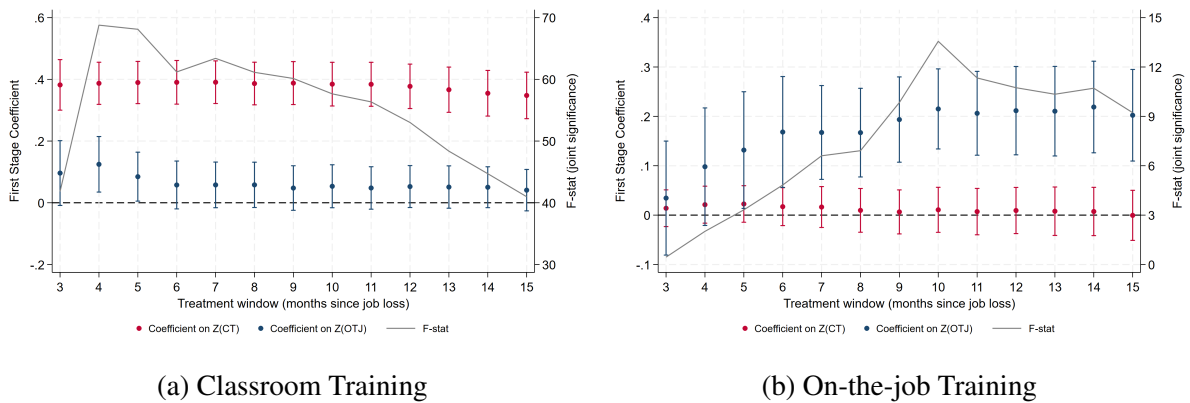 .6
.4
.2
0
-.2
First Stage Coefficient
70
60
50
40
30
F-stat (joint significance)
3 4 5 6 7 8 9 10 11 12 13 14 15
Treatment window (months since job loss)
Coefficient on Z(CT) Coefficient on Z(OTJ) F-stat
(a) Classroom Training
.4
.3
.2
.1
0
-.1
First Stage Coefficient
15
12
9
6
3
0
F-stat (joint significance)
3 4 5 6 7 8 9 10 11 12 13 14 15
Treatment window (months since job loss)
Coefficient on Z(CT) Coefficient on Z(OTJ) F-stat
(b) On-the-job Training